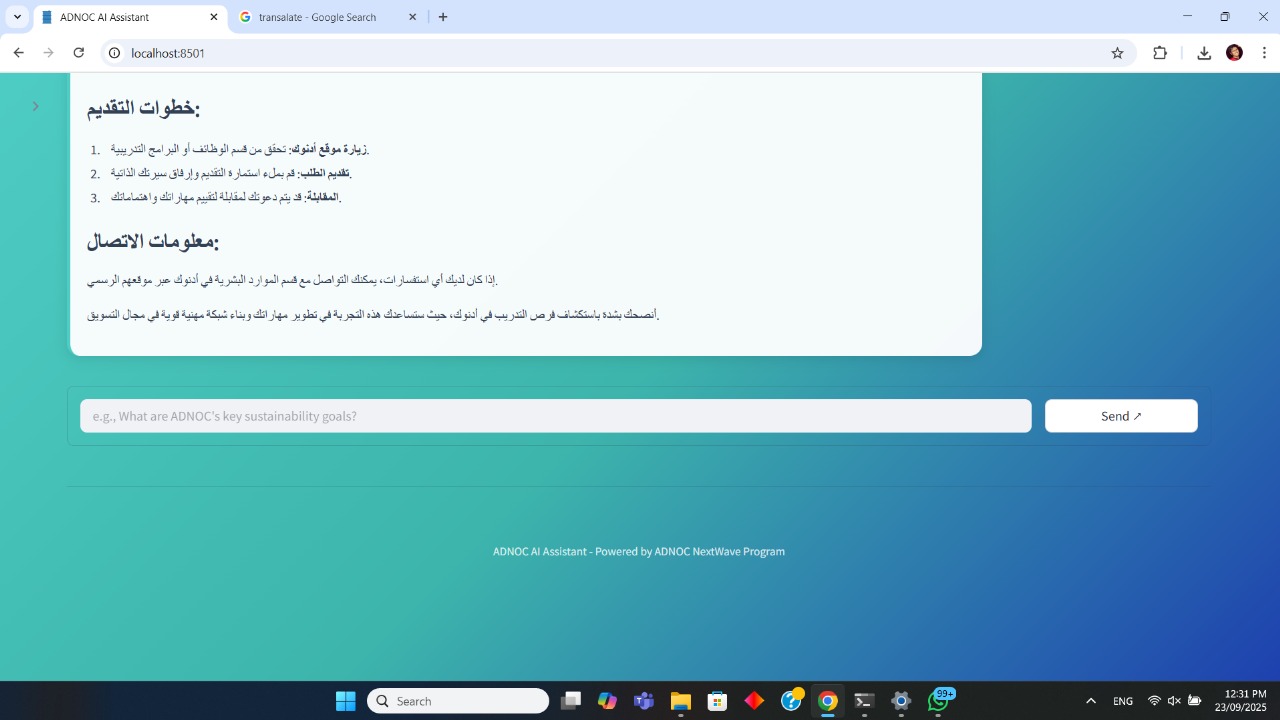 ADNOC AI Assistant
transalate - Google Search
localhost:8501
خطوات التقديم:
1. زيارة موقع أدنوك: تحقق من قسم الوظائف أو البرامج التدريبية.
2. تقديم الطلب: قم بملء استمارة التقديم وإرفاق سيرتك الذاتية.
3. المقابلة: قد يتم دعوتك لمقابلة لتقييم مهاراتك واهتماماتك.
معلومات الاتصال:
إذا كان لديك أي استفسارات، يمكنك التواصل مع قسم الموارد البشرية في أدنوك عبر موقعهم الرسمي.
أنصحك بشدة باستكشاف فرص التدريب في أدنوك، حيث ستساعدك هذه التجربة في تطوير مهاراتك وبناء شبكة مهنية قوية في مجال التسويق.
e.g., What are ADNOC's key sustainability goals?
Send ↗
ADNOC AI Assistant - Powered by ADNOC NextWave Program
Search
99+
ENG
12:31 PM
23/09/2025